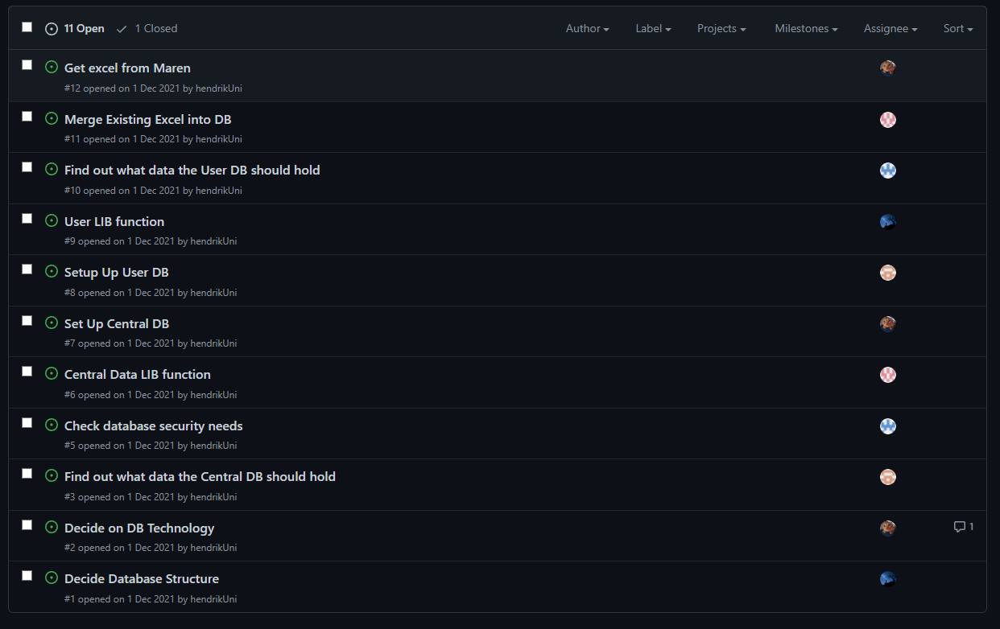 11 Open 1 Closed Author Label Projects Milestones Assignee Sort
Get excel from Maren
#12 opened on 1 Dec 2021 by hendrikUni
Merge Existing Excel into DB
#11 opened on 1 Dec 2021 by hendrikUni
Find out what data the User DB should hold
#10 opened on 1 Dec 2021 by hendrikUni
User LIB function
#9 opened on 1 Dec 2021 by hendrikUni
Setup Up User DB
#8 opened on 1 Dec 2021 by hendrikUni
Set Up Central DB
#7 opened on 1 Dec 2021 by hendrikUni
Central Data LIB function
#6 opened on 1 Dec 2021 by hendrikUni
Check database security needs
#5 opened on 1 Dec 2021 by hendrikUni
Find out what data the Central DB should hold
#3 opened on 1 Dec 2021 by hendrikUni
Decide on DB Technology 1
#2 opened on 1 Dec 2021 by hendrikUni
Decide Database Structure
#1 opened on 1 Dec 2021 by hendrikUni